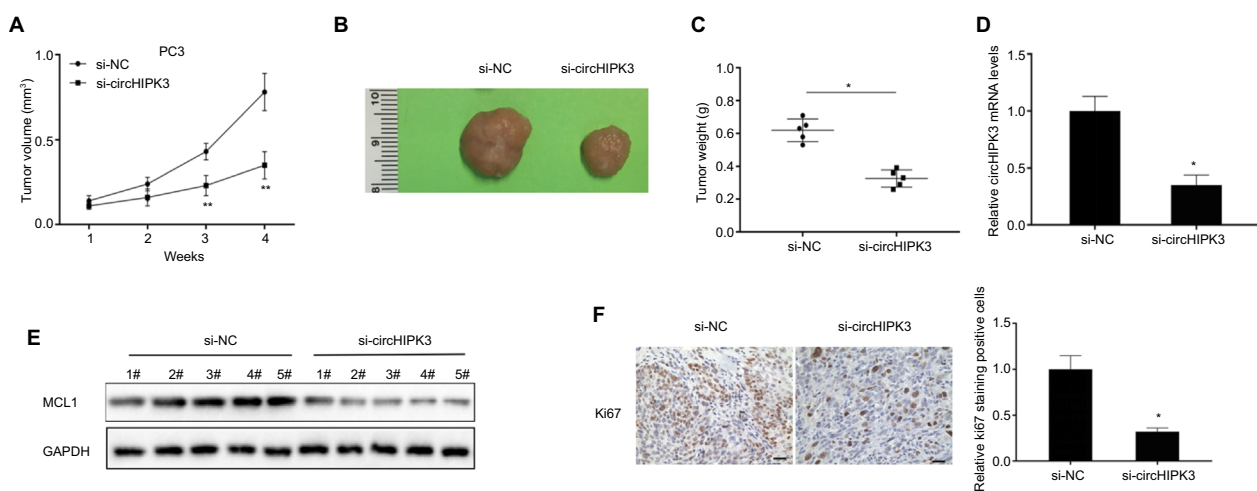 A
PC3
si-NC
si-circHIPK3
Tumor volume (mm³)
1.0
0.5
0.0
**
**
1 2 3 4
Weeks
B
si-NC si-circHIPK3
10
9
8
C
Tumor weight (g)
1.0
0.8
0.6
0.4
0.2
0.0
*
si-NC si-circHIPK3
D
Relative circHIPK3 mRNA levels
1.5
1.0
0.5
0.0
*
si-NC si-circHIPK3
E
si-NC si-circHIPK3
1# 2# 3# 4# 5# 1# 2# 3# 4# 5#
MCL1
GAPDH
F
si-NC si-circHIPK3
Ki67
Relative ki67 staining positive cells
1.5
1.0
0.5
0.0
*
si-NC si-circHIPK3